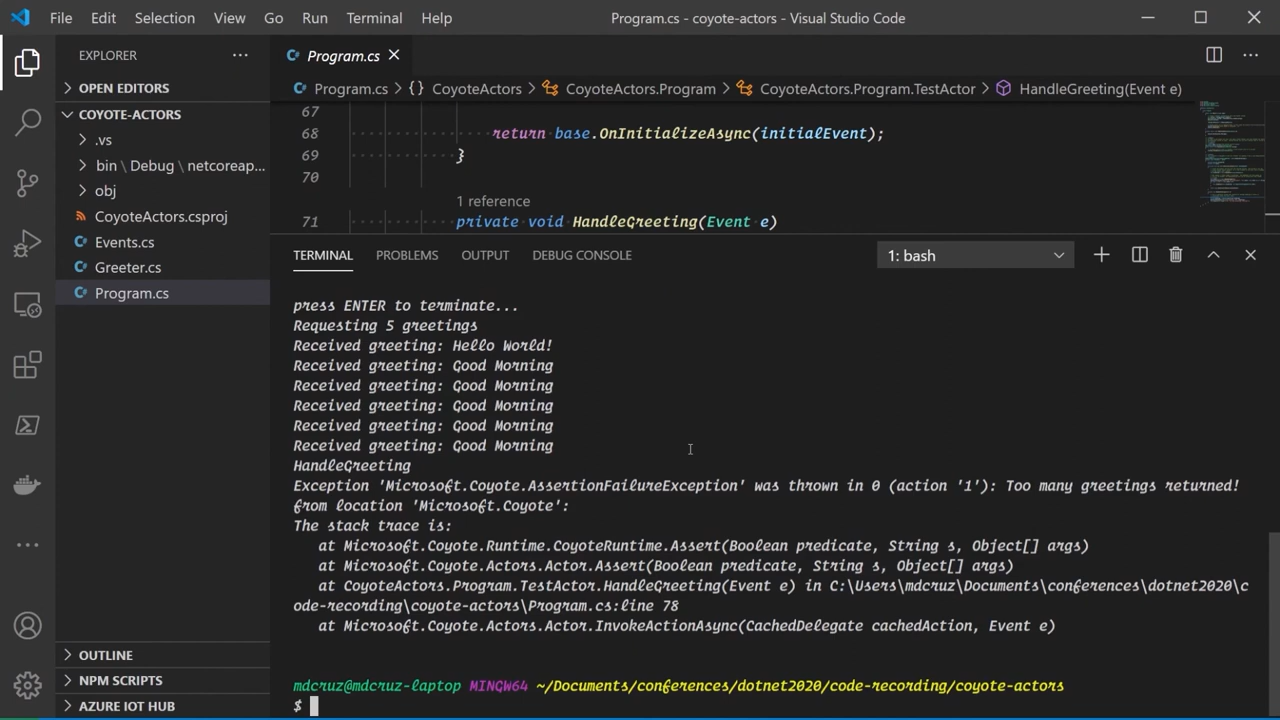 File Edit Selection View Go Run Terminal Help Program.cs - coyote-actors - Visual Studio Code
EXPLORER
OPEN EDITORS
COYOTE-ACTORS
.vs
bin \ Debug \ netcoreap...
obj
CoyoteActors.csproj
Events.cs
Greeter.cs
Program.cs
OUTLINE
NPM SCRIPTS
AZURE IOT HUB
Program.cs
Program.cs > {} CoyoteActors > CoyoteActors.Program > CoyoteActors.Program.TestActor > HandleGreeting(Event e)
67
68 return base.OnInitializeAsync(initialEvent);
69 }
70
1 reference
71 private void HandleGreeting(Event e)
TERMINAL PROBLEMS OUTPUT DEBUG CONSOLE 1: bash
press ENTER to terminate...
Requesting 5 greetings
Received greeting: Hello World!
Received greeting: Good Morning
Received greeting: Good Morning
Received greeting: Good Morning
Received greeting: Good Morning
Received greeting: Good Morning
HandleGreeting
Exception 'Microsoft.Coyote.AssertionFailureException' was thrown in 0 (action '1'): Too many greetings returned!
from location 'Microsoft.Coyote':
The stack trace is:
at Microsoft.Coyote.Runtime.CoyoteRuntime.Assert(Boolean predicate, String s, Object[] args)
at Microsoft.Coyote.Actors.Actor.Assert(Boolean predicate, String s, Object[] args)
at CoyoteActors.Program.TestActor.HandleGreeting(Event e) in C:\Users\mdcruz\Documents\conferences\dotnet2020\c
ode-recording\coyote-actors\Program.cs:line 78
at Microsoft.Coyote.Actors.Actor.InvokeActionAsync(CachedDelegate cachedAction, Event e)
mdcruz@mdcruz-laptop MINGW64 ~/Documents/conferences/dotnet2020/code-recording/coyote-actors
$